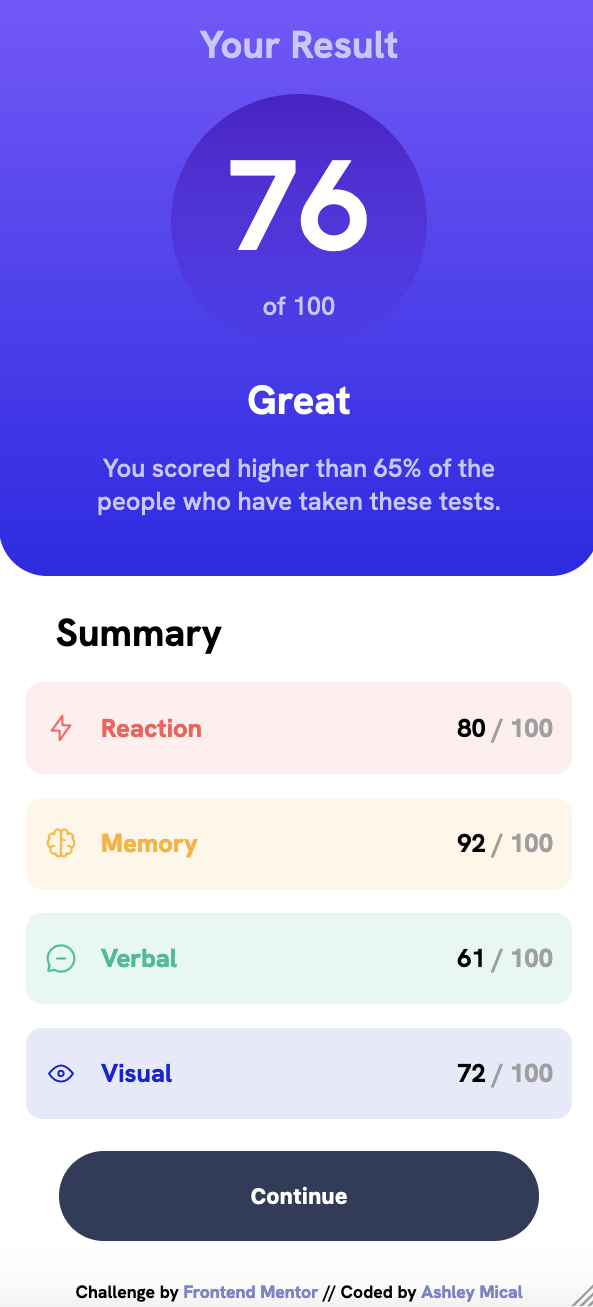 Your Result
76
of 100
Great
You scored higher than 65% of the
people who have taken these tests.
Summary
Reaction 80 / 100
Memory 92 / 100
Verbal 61 / 100
Visual 72 / 100
Continue
Challenge by Frontend Mentor // Coded by Ashley Mical